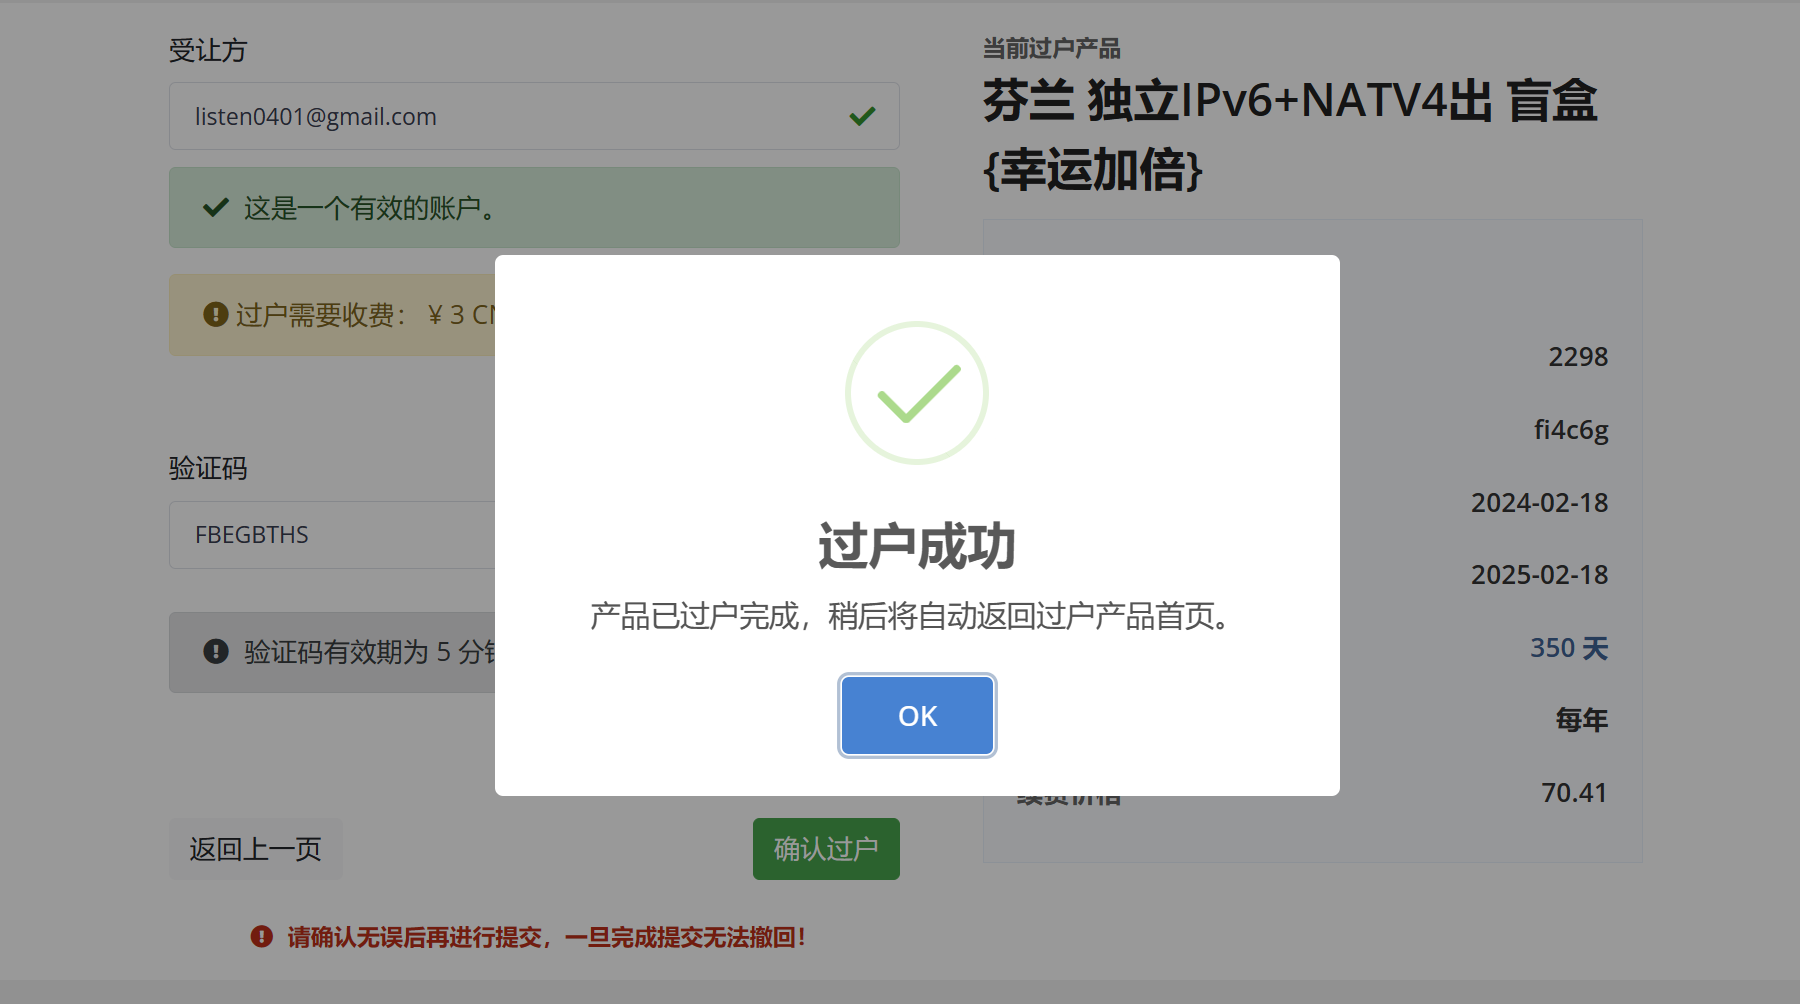 受让方
listen0401@gmail.com
这是一个有效的账户。
过户需要收费： ¥ 3 CN
验证码
FBEGBTHS
验证码有效期为 5 分钟
返回上一页
确认过户
请确认无误后再进行提交，一旦完成提交无法撤回！
当前过户产品
芬兰 独立IPv6+NATV4出 盲盒
{幸运加倍}
2298
fi4c6g
2024-02-18
2025-02-18
350 天
每年
续费价格 70.41
过户成功
产品已过户完成，稍后将自动返回过户产品首页。
OK